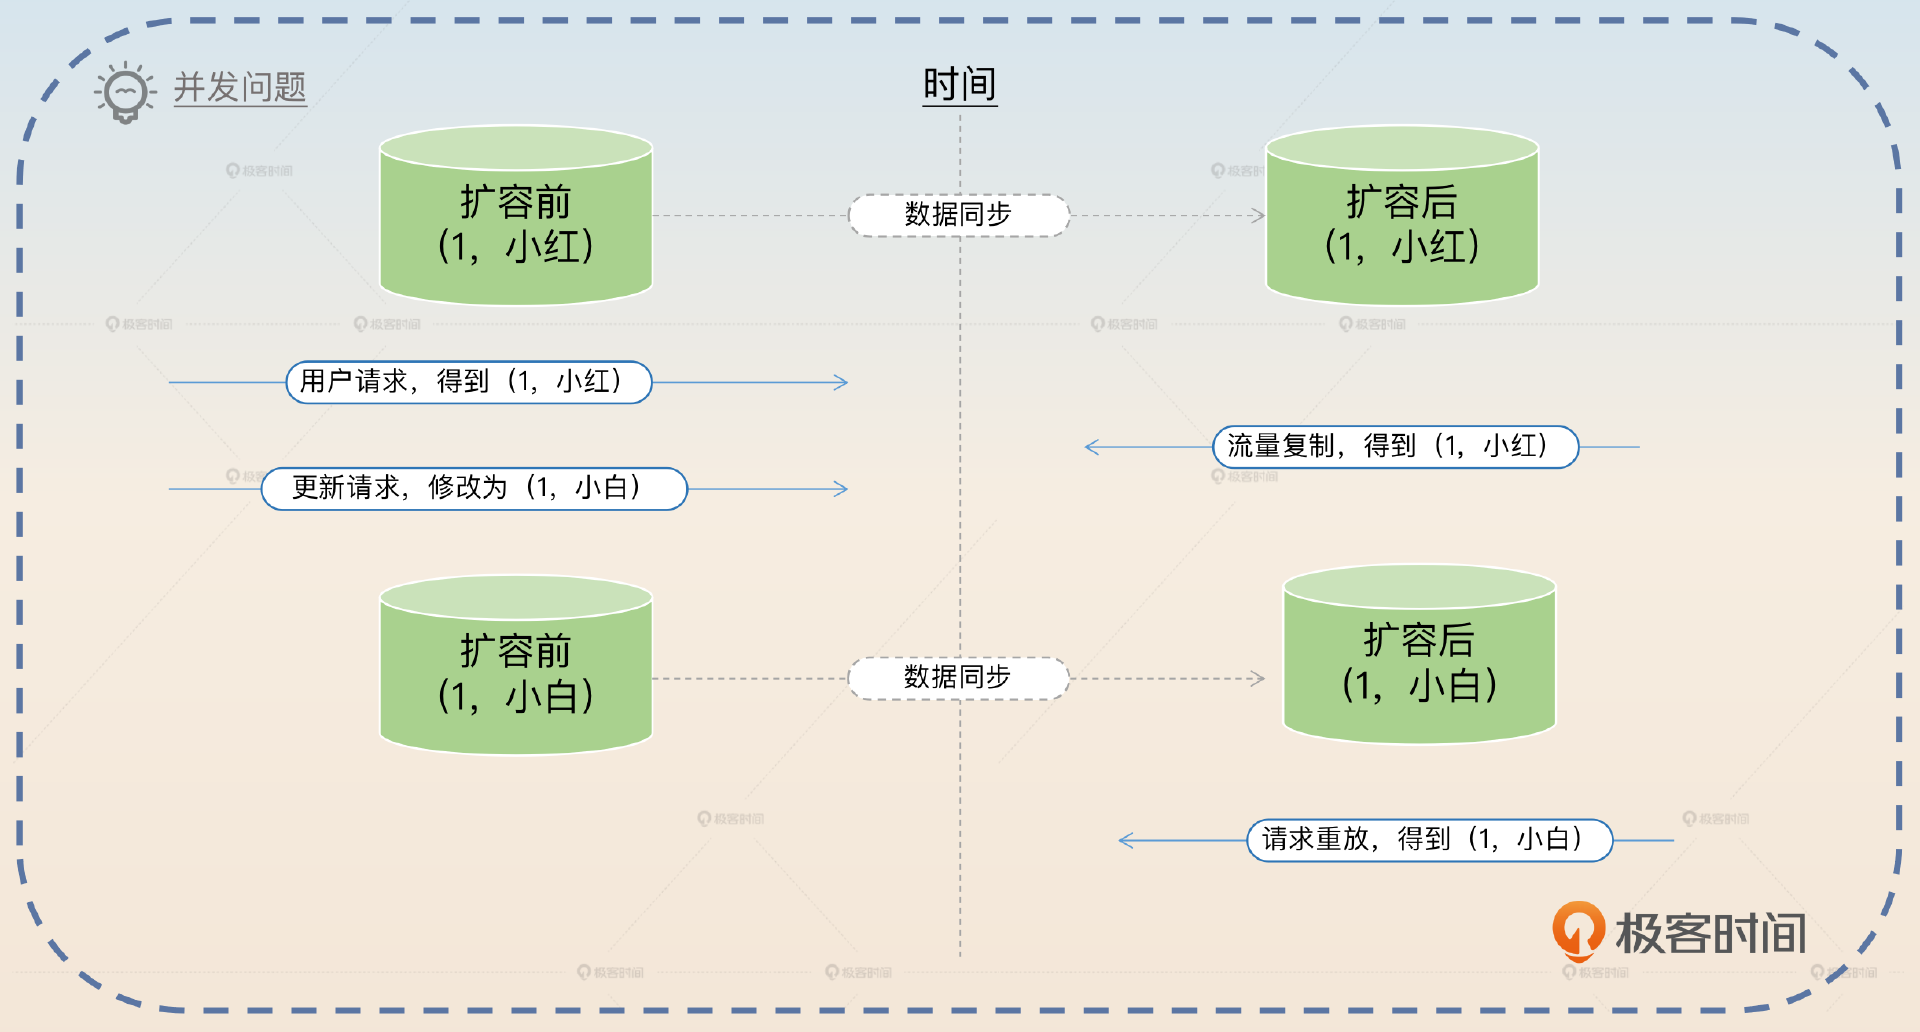 并发问题
时间
扩容前
(1，小红)
数据同步
扩容后
(1，小红)
用户请求，得到（1，小红）
流量复制，得到（1，小红）
更新请求，修改为（1，小白）
扩容前
(1，小白)
数据同步
扩容后
(1，小白)
请求重放，得到（1，小白）
极客时间